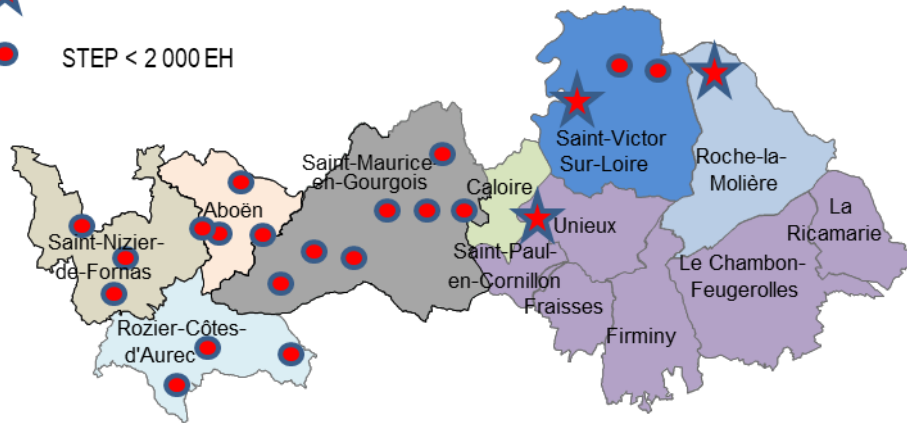 STEP < 2 000 EH
Saint-Victor
Sur-Loire
Roche-la-
Molière
Saint-Maurice-
en-Gourgois
Caloire
Aboën
La
Ricamarie
Unieux
Saint-Nizier-
de-Fornas
Saint-Paul-
en-Cornillon
Le Chambon-
Feugerolles
Fraisses
Rozier-Côtes-
d'Aurec
Firminy